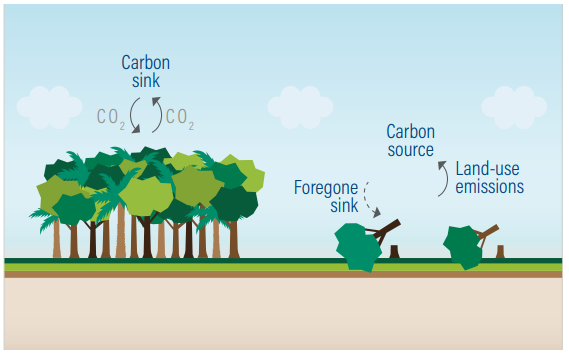 Carbon
sink
CO₂ CO₂
Carbon
source
Land-use
emissions
Foregone
sink